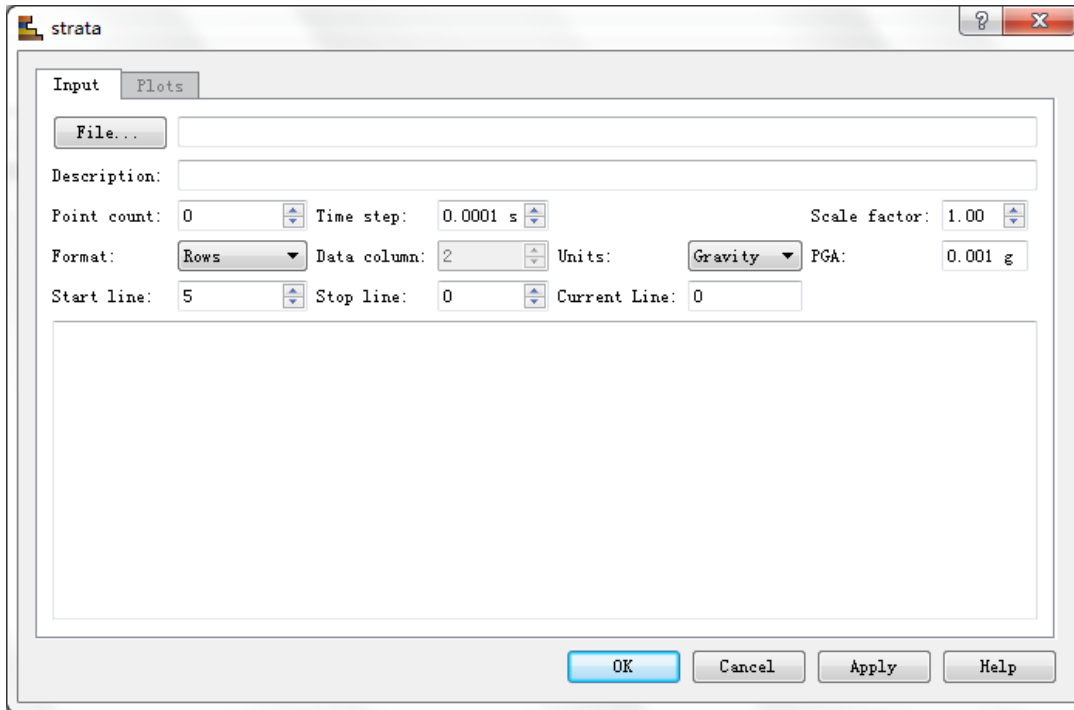 strata
Input Plots
File...
Description:
Point count: 0 Time step: 0.0001 s Scale factor: 1.00
Format: Rows Data column: 2 Units: Gravity PGA: 0.001 g
Start line: 5 Stop line: 0 Current Line: 0
OK Cancel Apply Help